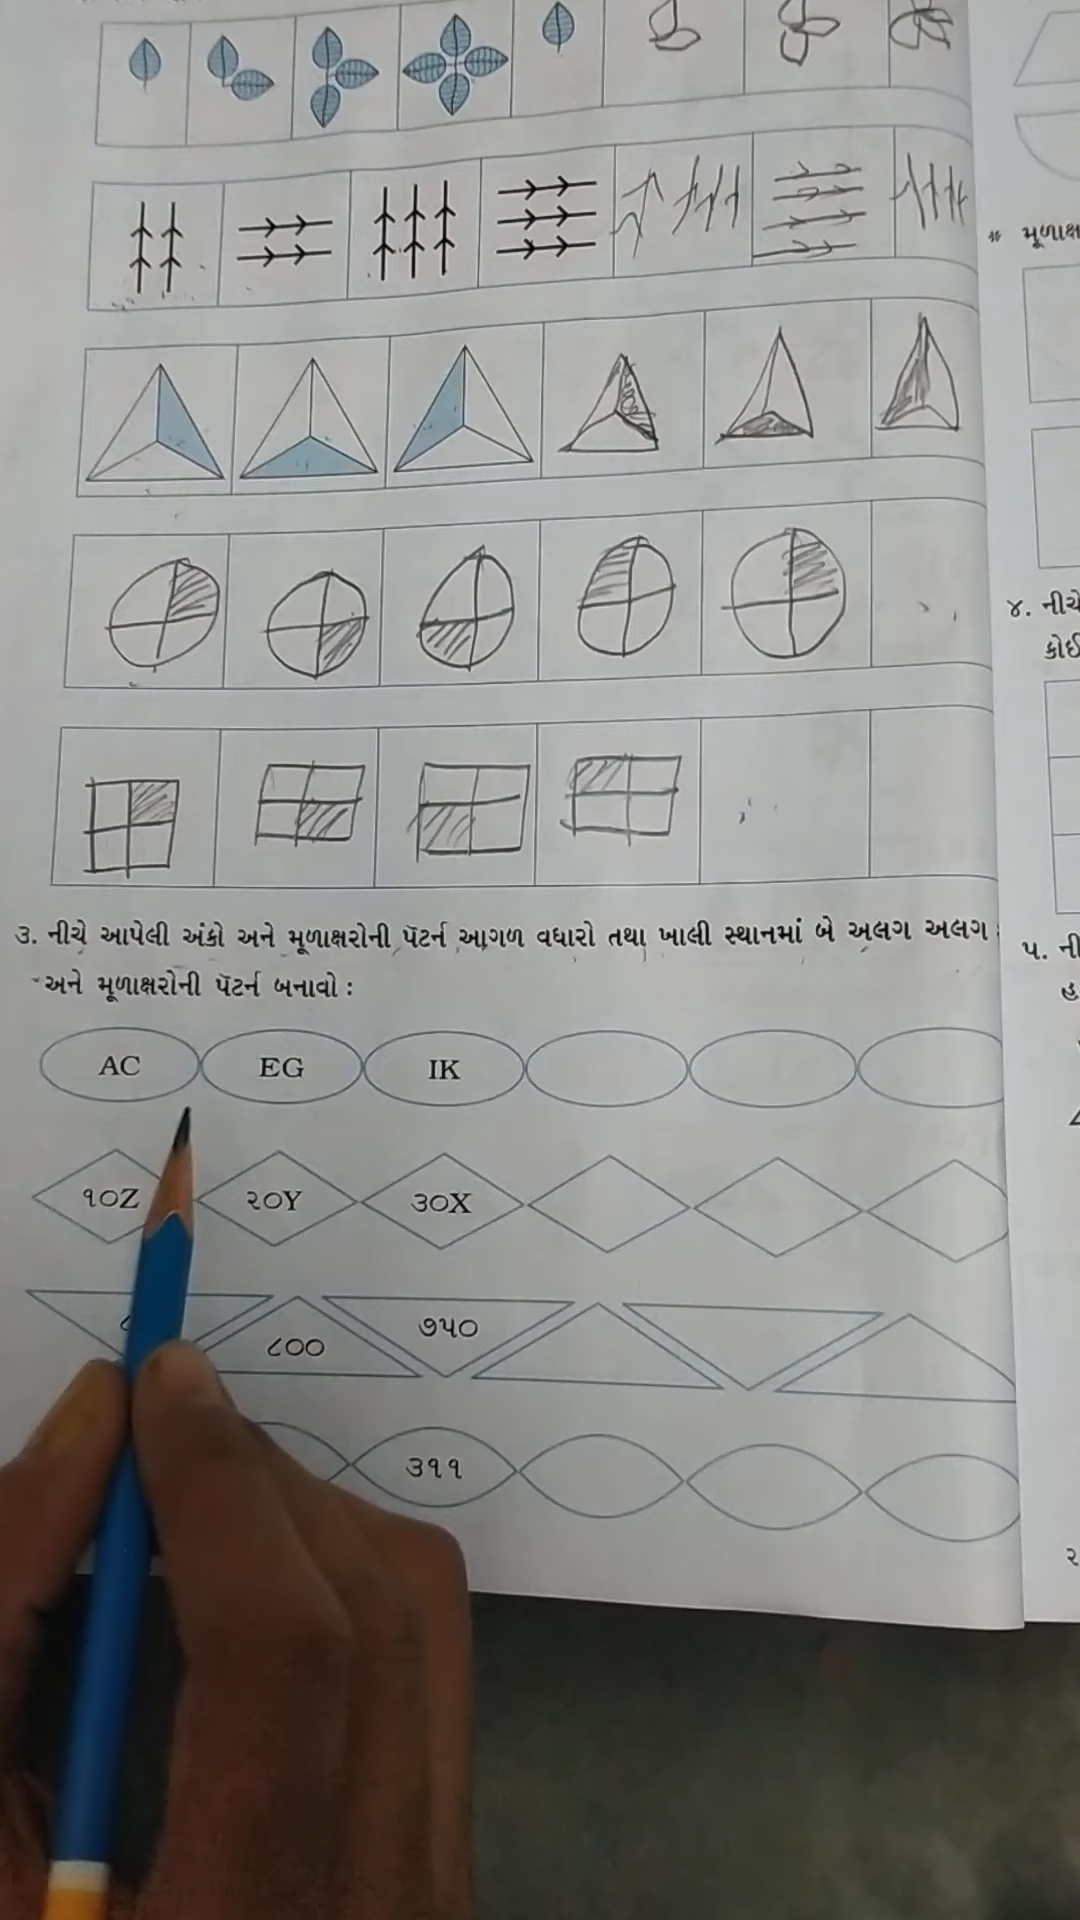 # મૂળાક્ષ
૪. નીચે
કોઈ
૩. નીચે આપેલી અંકો અને મૂળાક્ષરોની પૅટર્ન આગળ વધારો તથા ખાલી સ્થાનમાં બે અલગ અલગ
અને મૂળાક્ષરોની પૅટર્ન બનાવો :
૫. ની
હ
AC EG IK
૧૦Z ૨૦Y ૩૦X
૮૦૦ ૭૫૦
૩૧૧
૨